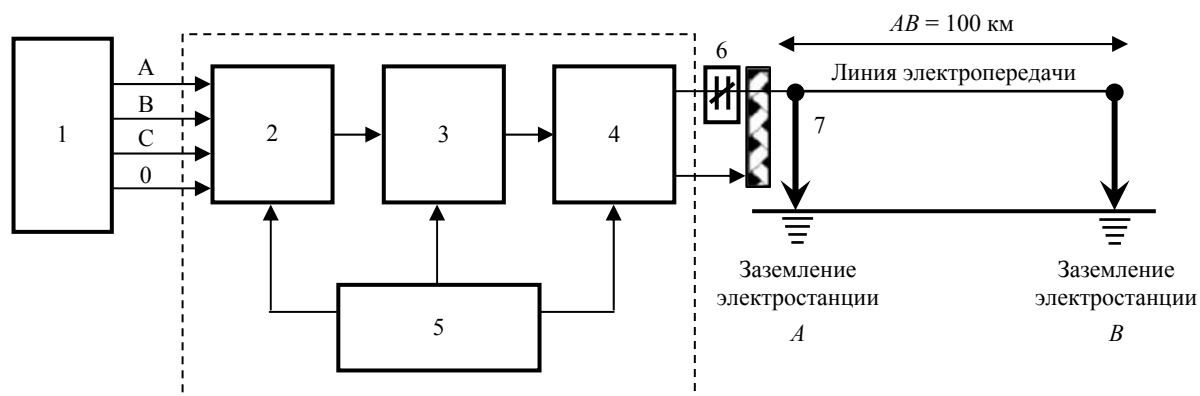 AB = 100 км
6
Линия электропередачи
A
B
C
0
1
2
3
4
7
5
Заземление
электростанции
A
Заземление
электростанции
B